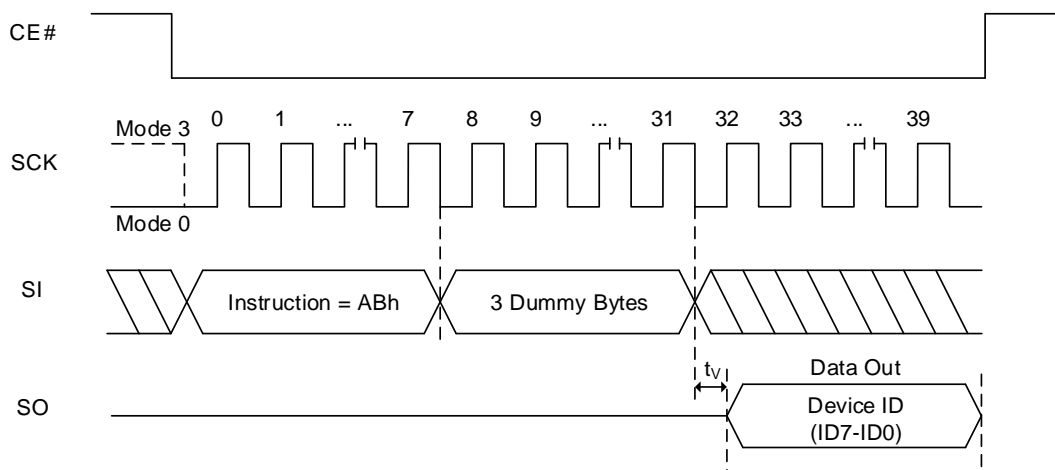 CE#
Mode 3
0 1 ... 7 8 9 ... 31 32 33 ... 39
SCK
Mode 0
SI
Instruction = ABh
3 Dummy Bytes
tV
Data Out
SO
Device ID
(ID7-ID0)